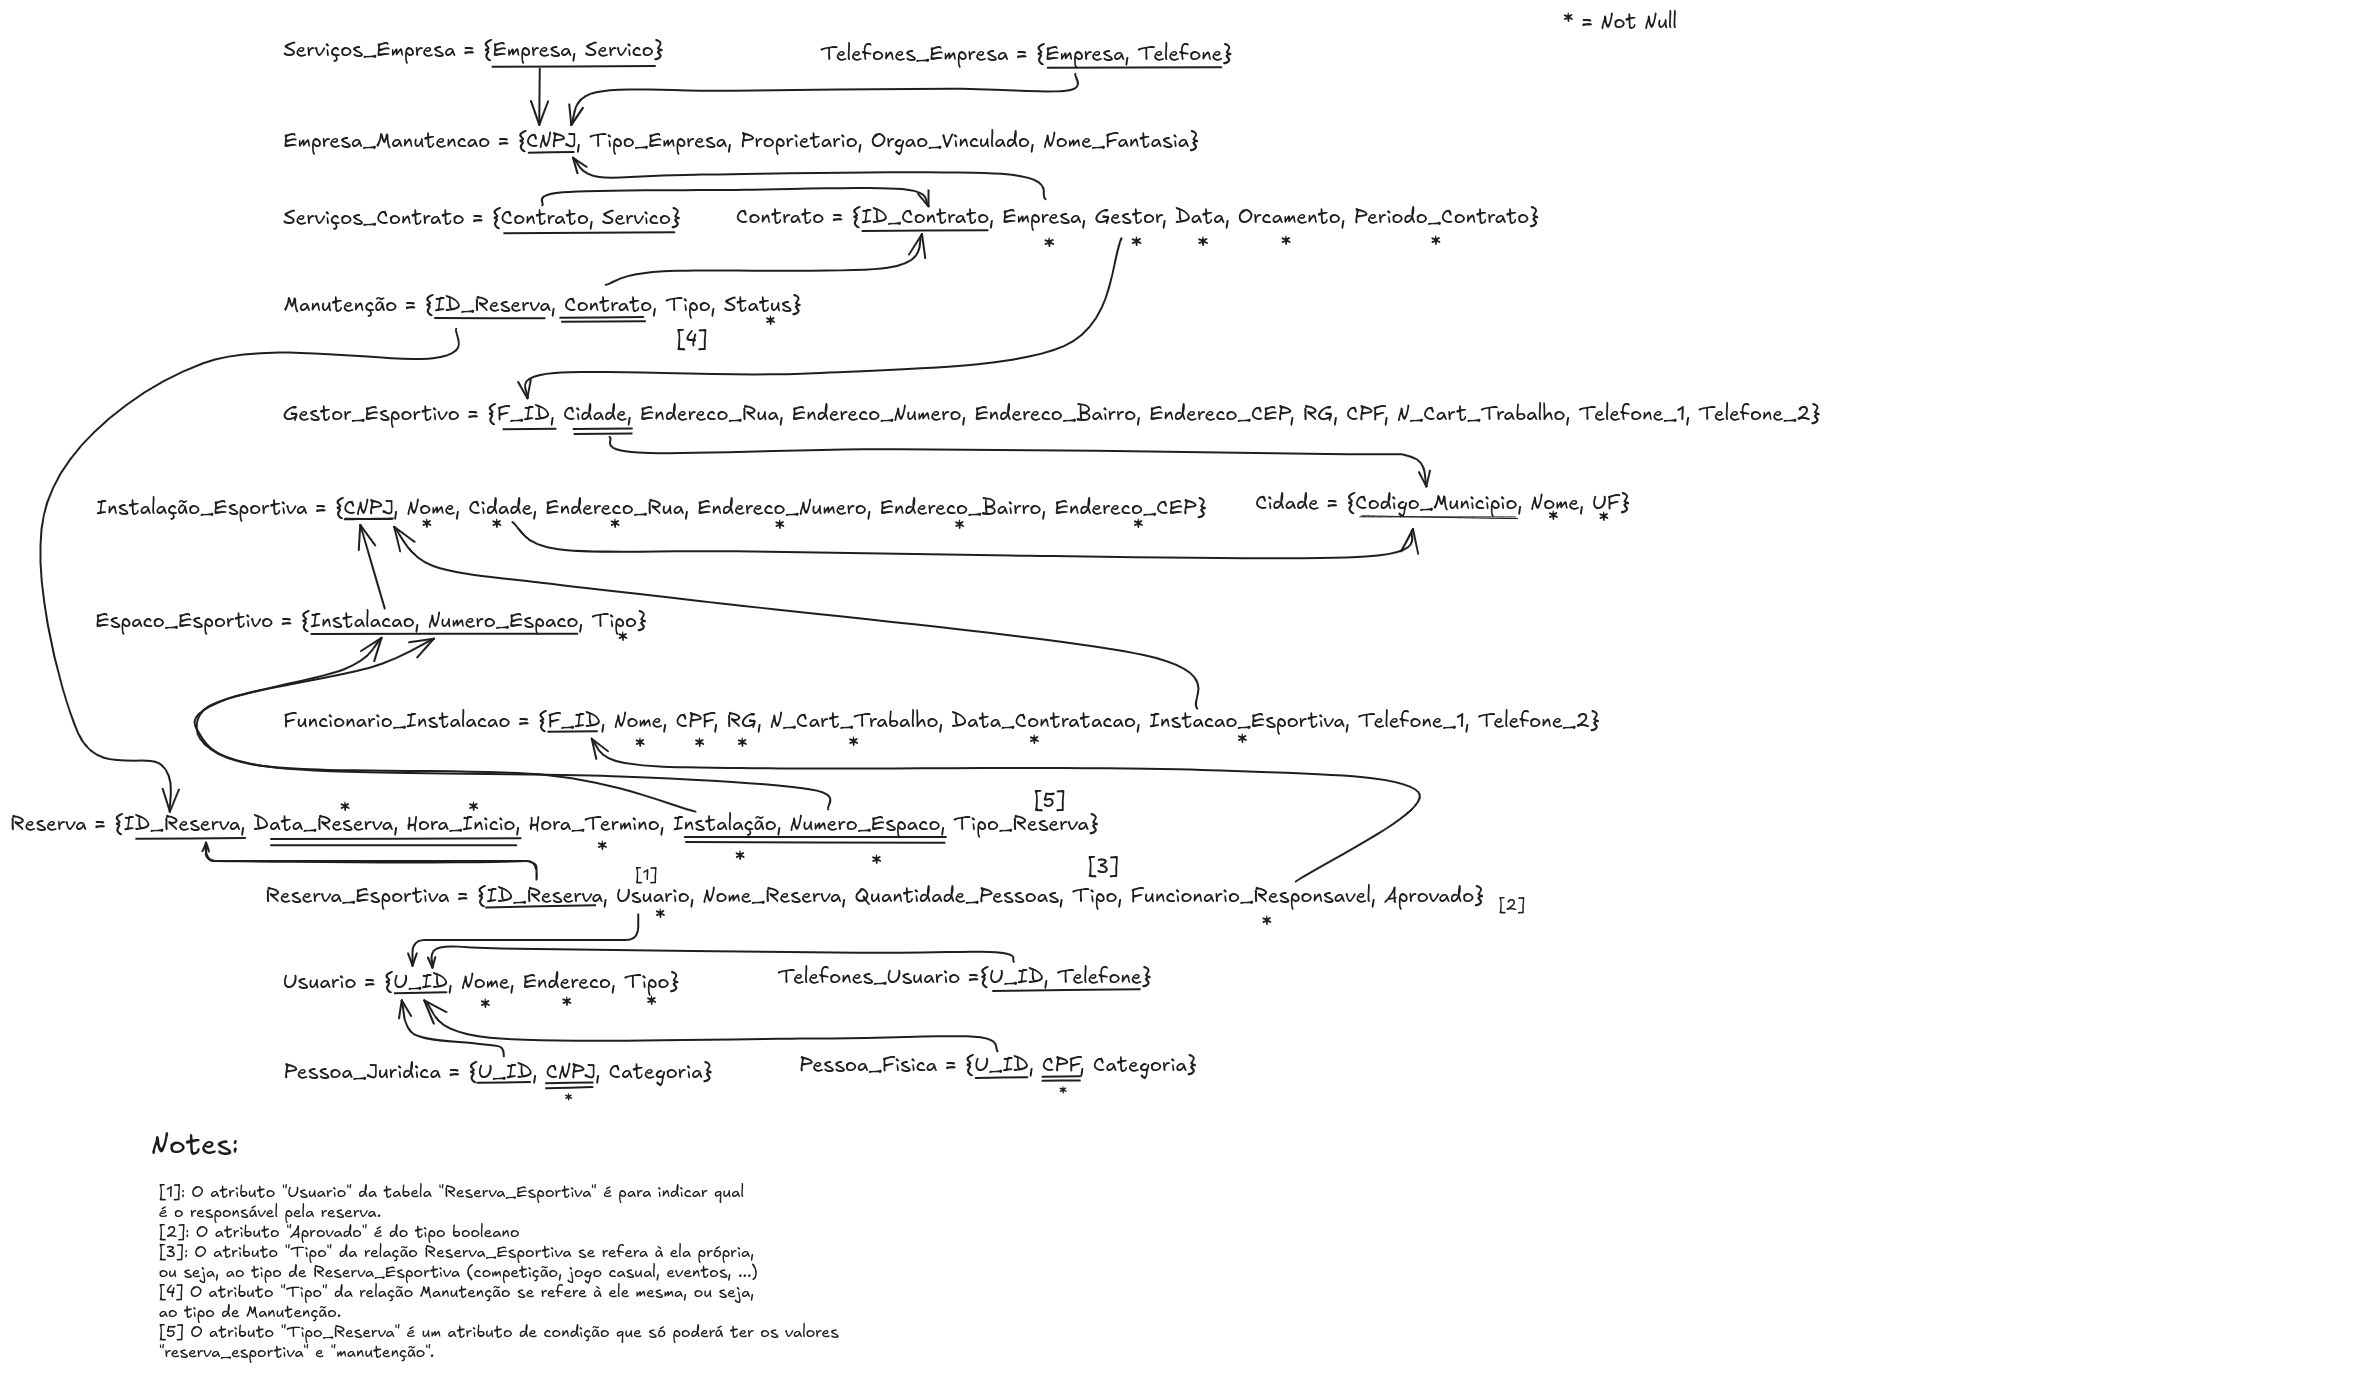 * = Not Null
Serviços_Empresa = {Empresa, Servico}
Telefones_Empresa = {Empresa, Telefone}
Empresa_Manutencao = {CNPJ, Tipo_Empresa, Proprietario, Orgao_Vinculado, Nome_Fantasia}
Serviços_Contrato = {Contrato, Servico}
Contrato = {ID_Contrato, Empresa, Gestor, Data, Orcamento, Periodo_Contrato}
* * * * *
Manutenção = {ID_Reserva, Contrato, Tipo, Status}
*
[4]
Gestor_Esportivo = {F_ID, Cidade, Endereco_Rua, Endereco_Numero, Endereco_Bairro, Endereco_CEP, RG, CPF, N_Cart_Trabalho, Telefone_1, Telefone_2}
Instalação_Esportiva = {CNPJ, Nome, Cidade, Endereco_Rua, Endereco_Numero, Endereco_Bairro, Endereco_CEP}
* * * * * *
Cidade = {Codigo_Municipio, Nome, UF}
* *
Espaco_Esportivo = {Instalacao, Numero_Espaco, Tipo}
*
Funcionario_Instalacao = {F_ID, Nome, CPF, RG, N_Cart_Trabalho, Data_Contratacao, Instacao_Esportiva, Telefone_1, Telefone_2}
* * * * * *
* * [5]
Reserva = {ID_Reserva, Data_Reserva, Hora_Inicio, Hora_Termino, Instalação, Numero_Espaco, Tipo_Reserva}
* * *
[1] [3]
Reserva_Esportiva = {ID_Reserva, Usuario, Nome_Reserva, Quantidade_Pessoas, Tipo, Funcionario_Responsavel, Aprovado} [2]
* *
Usuario = {U_ID, Nome, Endereco, Tipo}
* * *
Telefones_Usuario ={U_ID, Telefone}
Pessoa_Juridica = {U_ID, CNPJ, Categoria}
*
Pessoa_Fisica = {U_ID, CPF, Categoria}
*
Notes:
[1]: O atributo "Usuario" da tabela "Reserva_Esportiva" é para indicar qual
é o responsável pela reserva.
[2]: O atributo "Aprovado" é do tipo booleano
[3]: O atributo "Tipo" da relação Reserva_Esportiva se refera à ela própria,
ou seja, ao tipo de Reserva_Esportiva (competição, jogo casual, eventos, ...)
[4] O atributo "Tipo" da relação Manutenção se refere à ele mesma, ou seja,
ao tipo de Manutenção.
[5] O atributo "Tipo_Reserva" é um atributo de condição que só poderá ter os valores
"reserva_esportiva" e "manutenção".